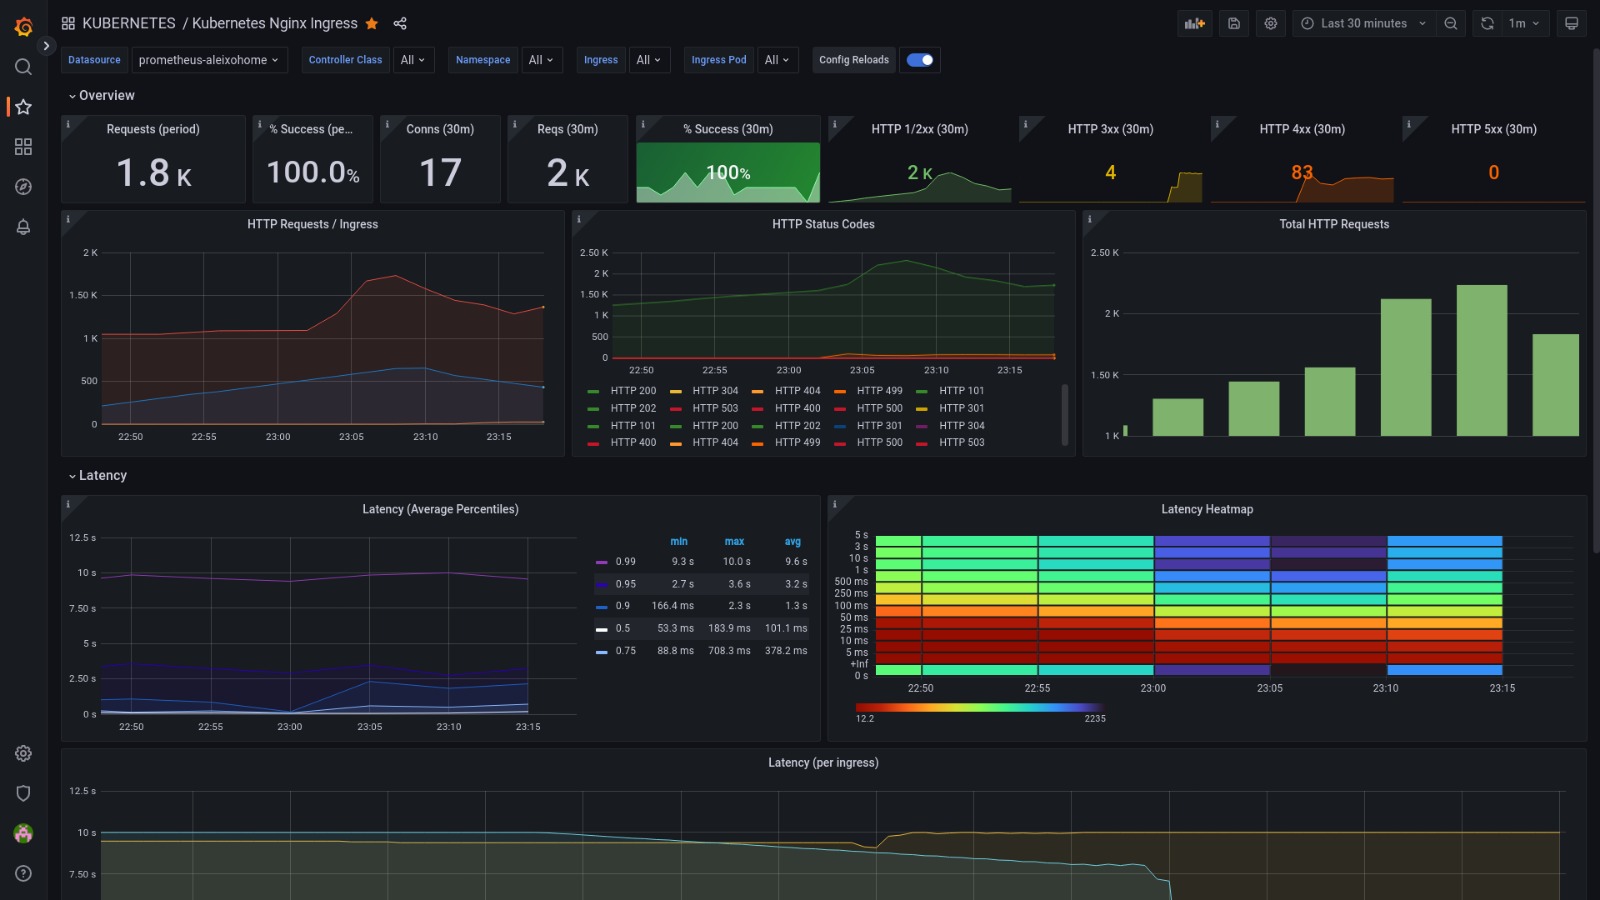 KUBERNETES / Kubernetes Nginx Ingress
Last 30 minutes
1m
Datasource prometheus-aleixohome Controller Class All Namespace All Ingress All Ingress Pod All Config Reloads
Overview
Requests (period)
1.8 K
% Success (pe...
100.0%
Conns (30m)
17
Reqs (30m)
2 K
% Success (30m)
100%
HTTP 1/2xx (30m)
2 K
HTTP 3xx (30m)
4
HTTP 4xx (30m)
83
HTTP 5xx (30m)
0
HTTP Requests / Ingress
2 K
1.50 K
1 K
500
0
22:50 22:55 23:00 23:05 23:10 23:15
HTTP Status Codes
2.50 K
2 K
1.50 K
1 K
500
0
22:50 22:55 23:00 23:05 23:10 23:15
HTTP 200 HTTP 304 HTTP 404 HTTP 499 HTTP 101
HTTP 202 HTTP 503 HTTP 400 HTTP 500 HTTP 301
HTTP 101 HTTP 200 HTTP 202 HTTP 301 HTTP 304
HTTP 400 HTTP 404 HTTP 499 HTTP 500 HTTP 503
Total HTTP Requests
2.50 K
2 K
1.50 K
1 K
Latency
Latency (Average Percentiles)
12.5 s
10 s
7.50 s
5 s
2.50 s
0 s
22:50 22:55 23:00 23:05 23:10 23:15
min max avg
0.99 9.3 s 10.0 s 9.6 s
0.95 2.7 s 3.6 s 3.2 s
0.9 166.4 ms 2.3 s 1.3 s
0.5 53.3 ms 183.9 ms 101.1 ms
0.75 88.8 ms 708.3 ms 378.2 ms
Latency Heatmap
5 s
3 s
10 s
1 s
500 ms
250 ms
100 ms
50 ms
25 ms
10 ms
5 ms
+Inf
0 s
22:50 22:55 23:00 23:05 23:10 23:15
12.2 2235
Latency (per ingress)
12.5 s
10 s
7.50 s